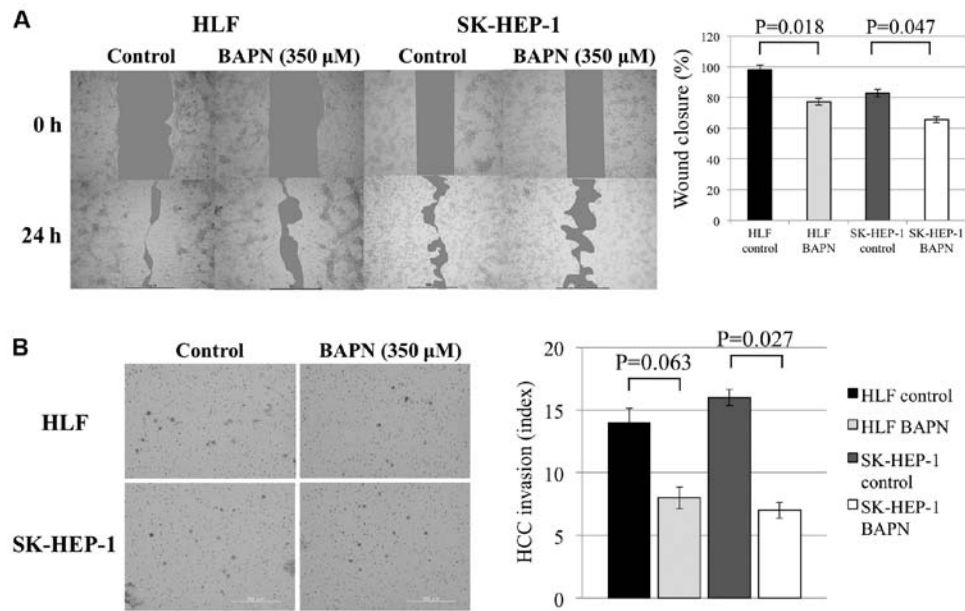 A
HLF
SK-HEP-1
Control
BAPN (350 μM)
Control
BAPN (350 μM)
0 h
24 h
P=0.018
P=0.047
Wound closure (%)
120
100
80
60
40
20
0
HLF
control
HLF
BAPN
SK-HEP-1
control
SK-HEP-1
BAPN
B
Control
BAPN (350 μM)
HLF
SK-HEP-1
P=0.063
P=0.027
HCC invasion (index)
20
15
10
5
0
HLF control
HLF BAPN
SK-HEP-1
control
SK-HEP-1
BAPN